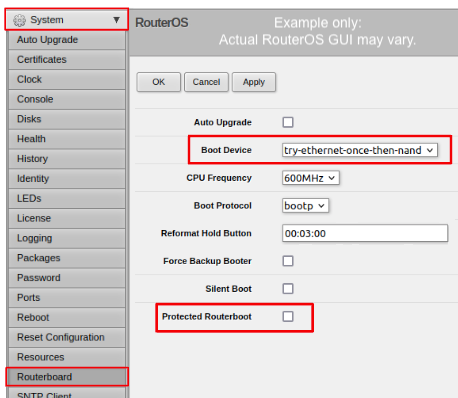 System ▼
Auto Upgrade
Certificates
Clock
Console
Disks
Health
History
Identity
LEDs
License
Logging
Packages
Password
Ports
Reboot
Reset Configuration
Resources
Routerboard
SNTP Client
RouterOS
Example only:
Actual RouterOS GUI may vary.
OK Cancel Apply
Auto Upgrade
Boot Device try-ethernet-once-then-nand
CPU Frequency 600MHz
Boot Protocol bootp
Reformat Hold Button 00:03:00
Force Backup Booter
Silent Boot
Protected Routerboot